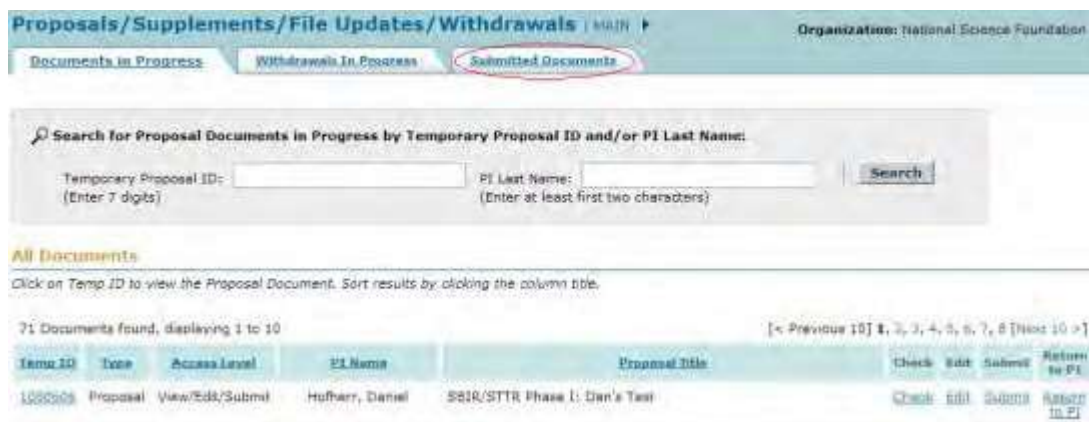 Proposals/Supplements/File Updates/Withdrawals | MAIN
Organization: National Science Foundation
Documents in Progress
Withdrawals In Progress
Submitted Documents
Search for Proposal Documents in Progress by Temporary Proposal ID and/or PI Last Name:
Temporary Proposal ID:
(Enter 7 digits)
PI Last Name:
(Enter at least first two characters)
Search
All Documents
Click on Temp ID to view the Proposal Document. Sort results by clicking the column title.
71 Documents found, displaying 1 to 10
[< Previous 10] 1, 2, 3, 4, 5, 6, 7, 8 [Next 10 >]
Temp ID Type Access Level PI Name Proposal Title Check Edit Submit Return to PI
Proposal View/Edit/Submit Hofherr, Daniel SBIR/STTR Phase I: Dan's Test Check Edit Submit Return to PI